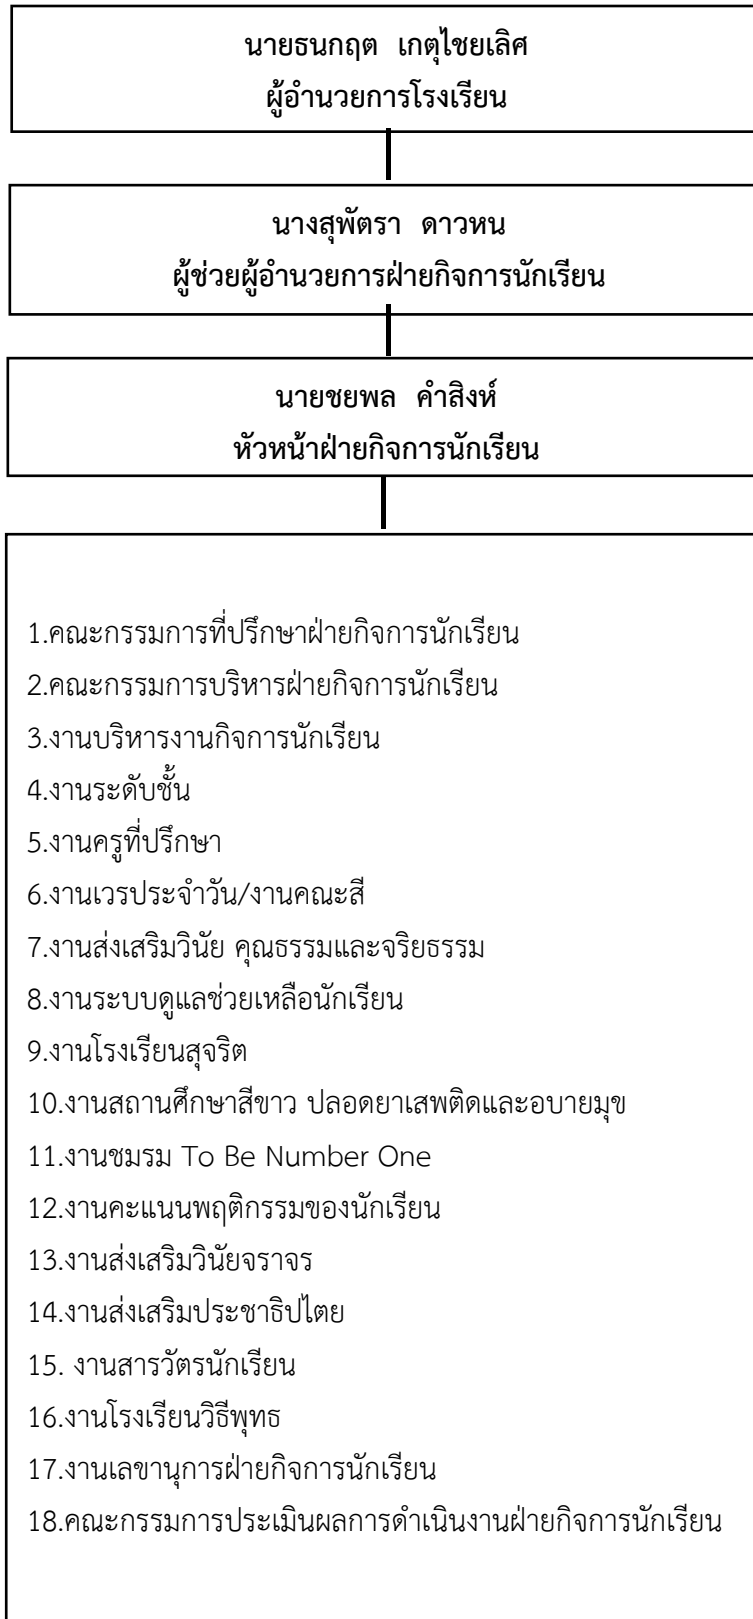 นายธนกฤต เกตุไชยเลิศ
ผู้อำนวยการโรงเรียน
นางสุพัตรา ดาวหน
ผู้ช่วยผู้อำนวยการฝ่ายกิจการนักเรียน
นายชยพล คำสิงห์
หัวหน้าฝ่ายกิจการนักเรียน
1.คณะกรรมการที่ปรึกษาฝ่ายกิจการนักเรียน
2.คณะกรรมการบริหารฝ่ายกิจการนักเรียน
3.งานบริหารงานกิจการนักเรียน
4.งานระดับชั้น
5.งานครูที่ปรึกษา
6.งานเวรประจำวัน/งานคณะสี
7.งานส่งเสริมวินัย คุณธรรมและจริยธรรม
8.งานระบบดูแลช่วยเหลือนักเรียน
9.งานโรงเรียนสุจริต
10.งานสถานศึกษาสีขาว ปลอดยาเสพติดและอบายมุข
11.งานชมรม To Be Number One
12.งานคะแนนพฤติกรรมของนักเรียน
13.งานส่งเสริมวินัยจราจร
14.งานส่งเสริมประชาธิปไตย
15. งานสารวัตรนักเรียน
16.งานโรงเรียนวิธีพุทธ
17.งานเลขานุการฝ่ายกิจการนักเรียน
18.คณะกรรมการประเมินผลการดำเนินงานฝ่ายกิจการนักเรียน